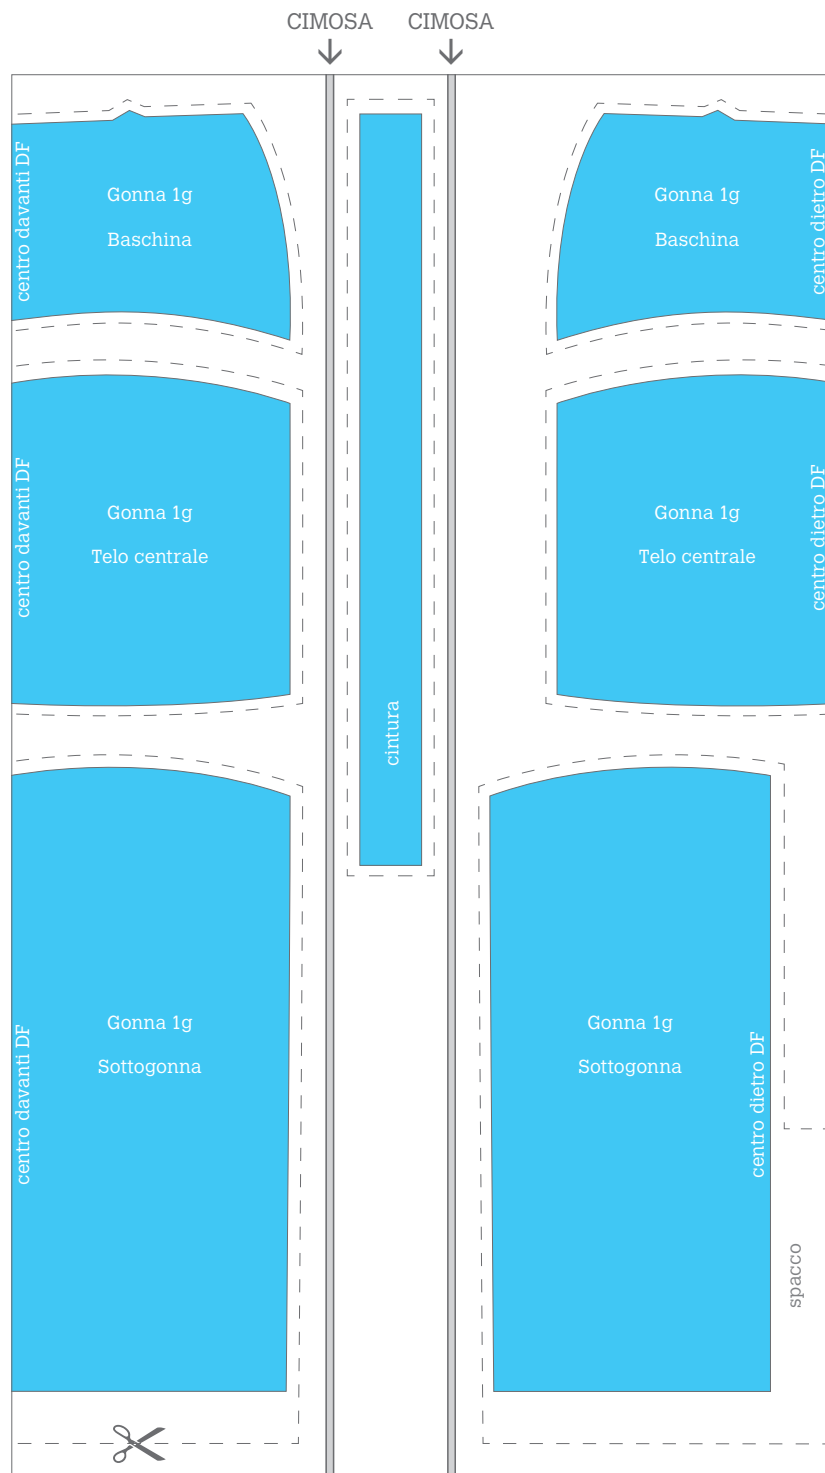 CIMOSA
CIMOSA
centro davanti DF
Gonna 1g
Baschina
Gonna 1g
Baschina
centro dietro DF
centro davanti DF
Gonna 1g
Telo centrale
Gonna 1g
Telo centrale
centro dietro DF
cintura
centro davanti DF
Gonna 1g
Sottogonna
Gonna 1g
Sottogonna
centro dietro DF
spacco